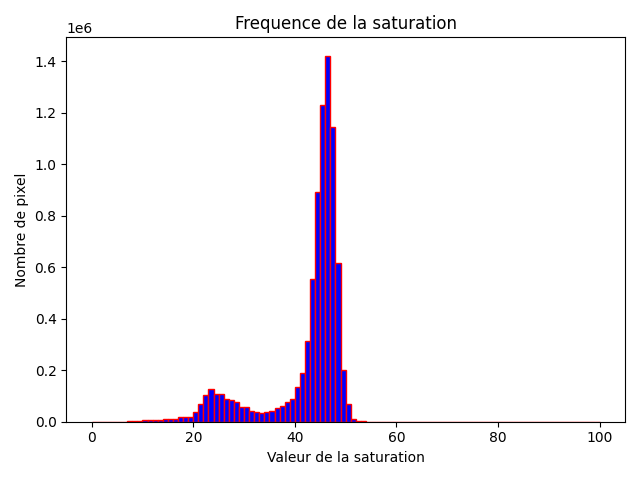 Frequence de la saturation
1e6
1.4
1.2
1.0
0.8
0.6
0.4
0.2
0.0
Nombre de pixel
0 20 40 60 80 100
Valeur de la saturation